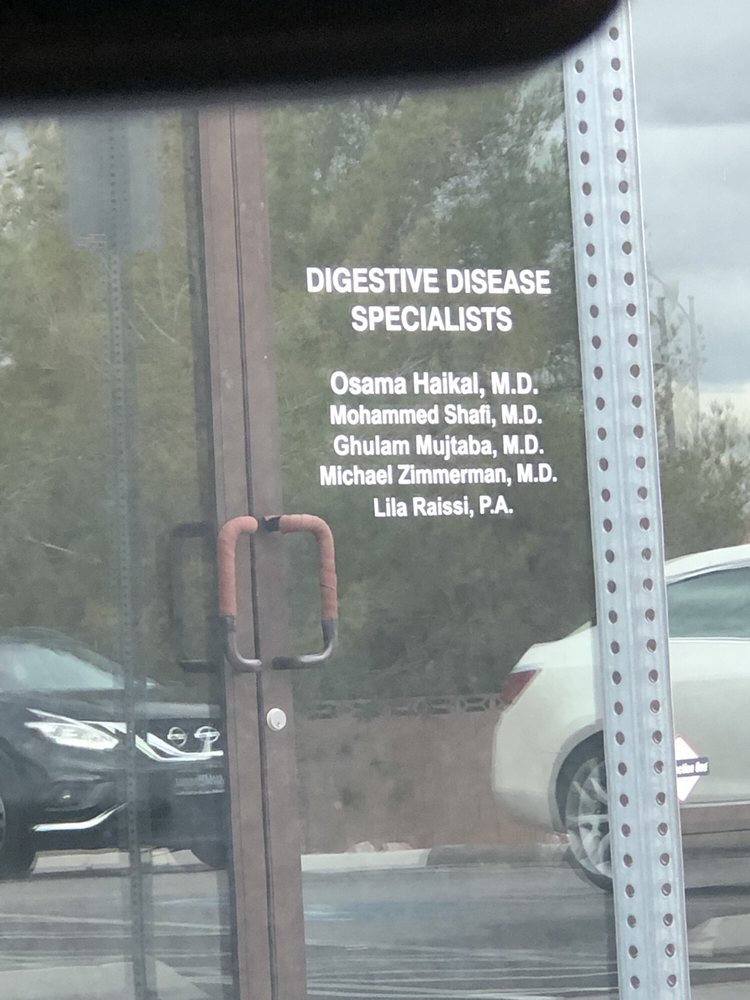 DIGESTIVE DISEASE
SPECIALISTS
Osama Haikal, M.D.
Mohammed Shafi, M.D.
Ghulam Mujtaba, M.D.
Michael Zimmerman, M.D.
Lila Raissi, P.A.